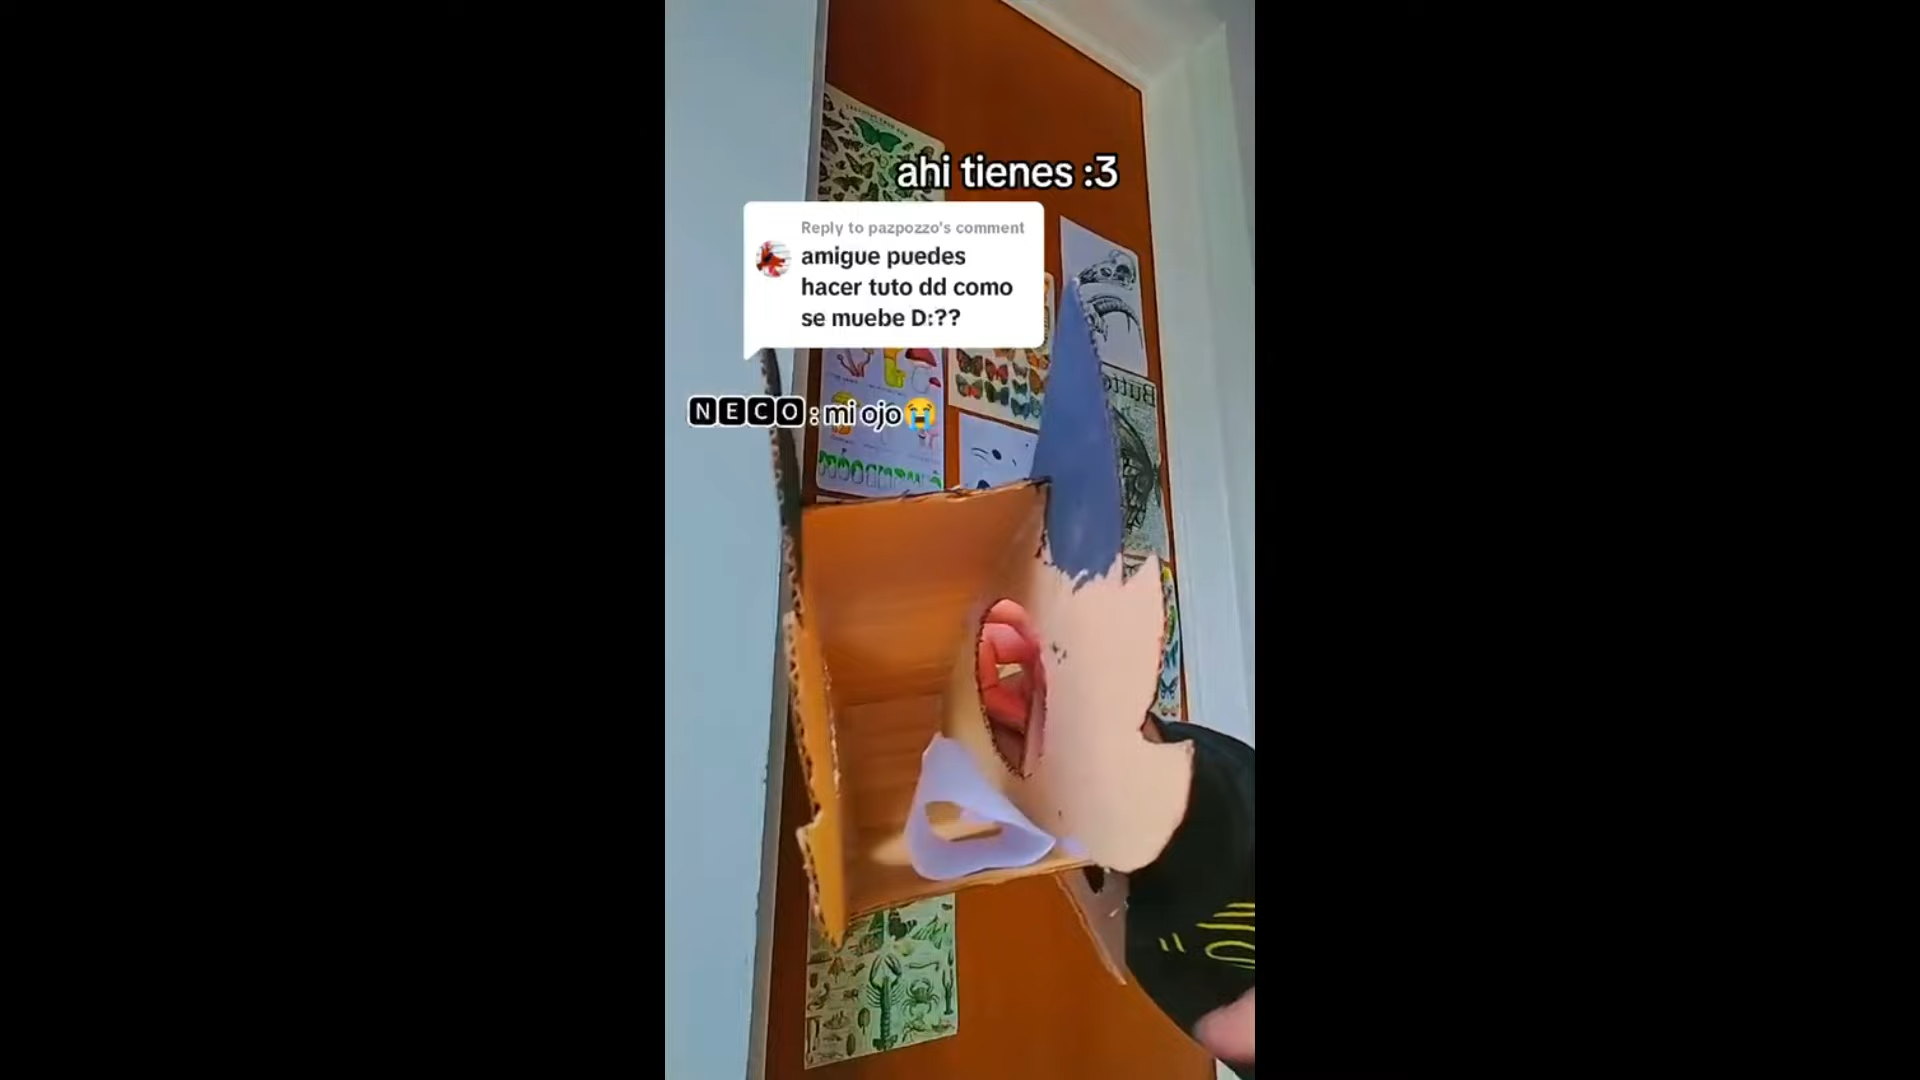 ahi tienes :3
Reply to pazpozzo's comment
amigue puedes
hacer tuto dd como
se muebe D:??
NECO : mi ojo😭